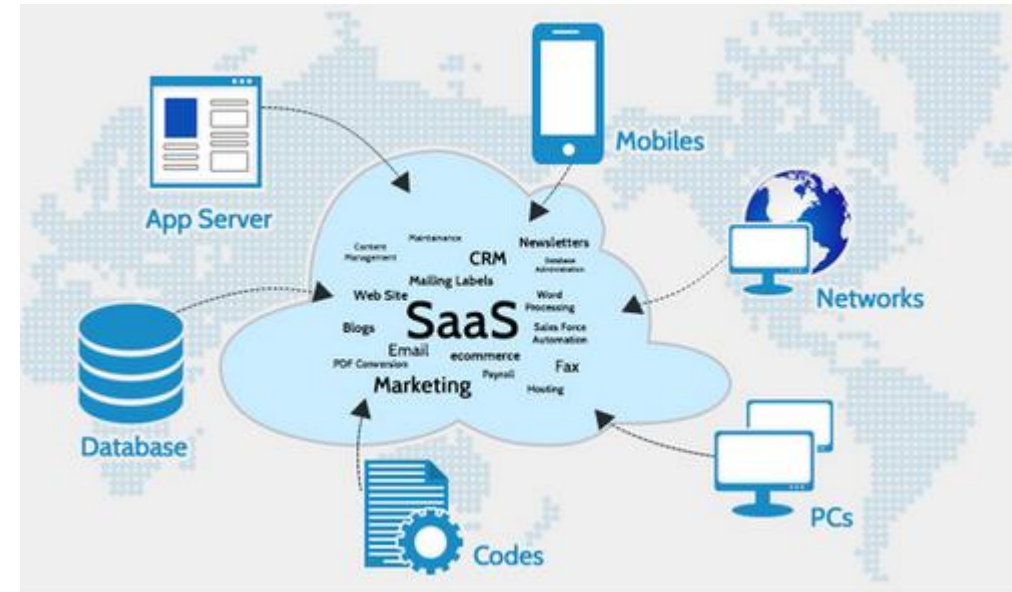 Mobiles
App Server
Newsletters
Maintenance
Content
Management
CRM
Database
Administration
Mailing Labels
Web Site
Word
Processing
SaaS
Blogs
Sales Force
Automation
Email
ecommerce
PDF Conversion
Fax
Payroll
Marketing
Networks
Database
PCs
Codes